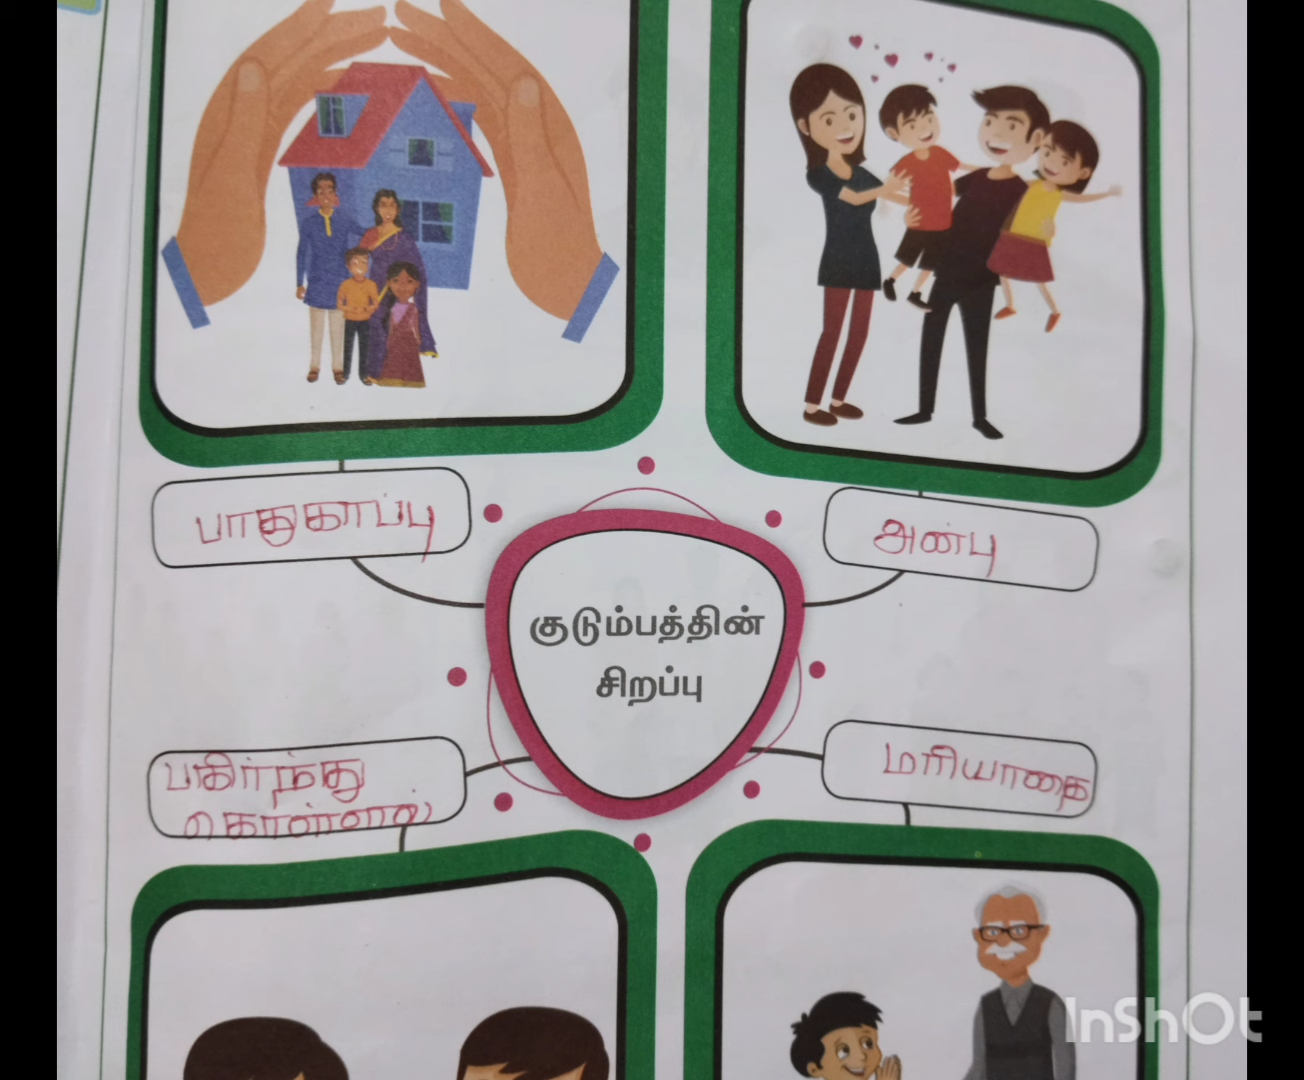 பாதுகாப்பு
அன்பு
குடும்பத்தின்
சிறப்பு
பகிர்ந்து
கொள்ளல்
மரியாதை
InShOt